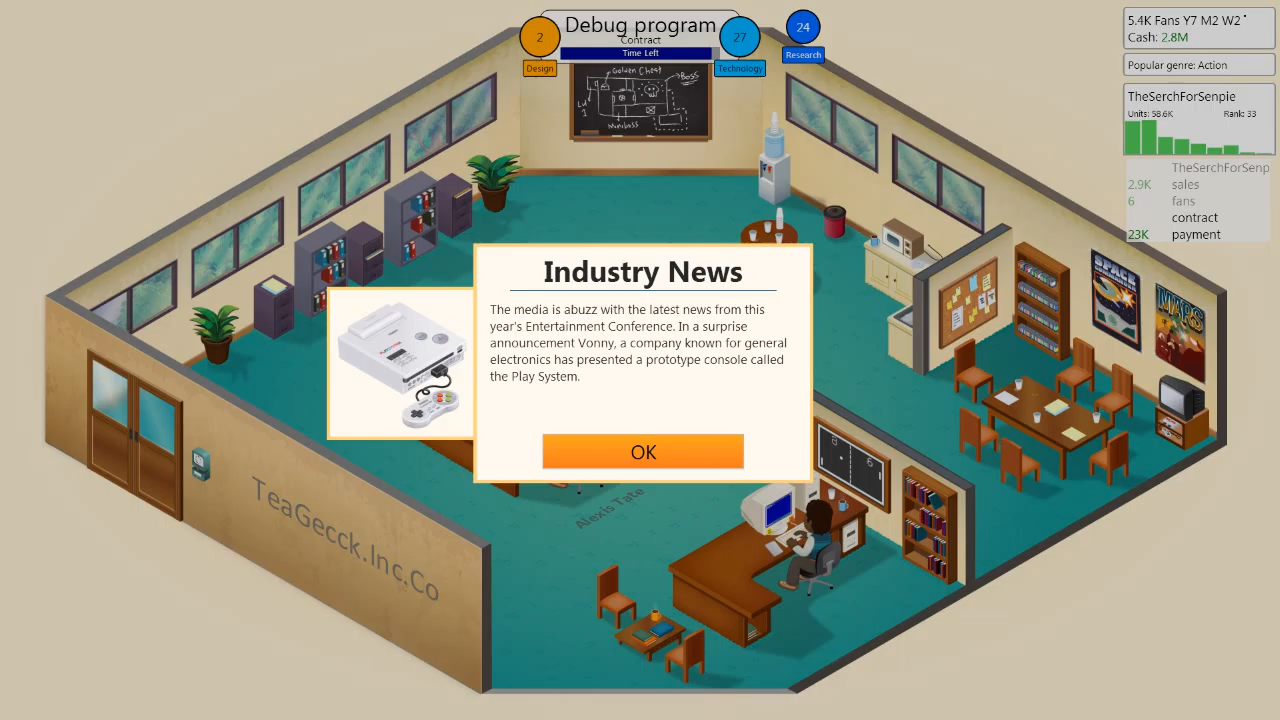 Debug program
Contract
Time Left
2
Design
27
Technology
24
Research
5.4K Fans Y7 M2 W2
Cash: 2.8M
Popular genre: Action
TheSerchForSenpie
Units: 58.6K Rank: 33
TheSerchForSenp
2.9K sales
6 fans
contract
23K payment
Golden Chest
Boss
Lvl
1
Miniboss
SPACE
MARS
Industry News
The media is abuzz with the latest news from this
year's Entertainment Conference. In a surprise
announcement Vonny, a company known for general
electronics has presented a prototype console called
the Play System.
OK
Alexis Tate
TeaGecck.Inc.Co